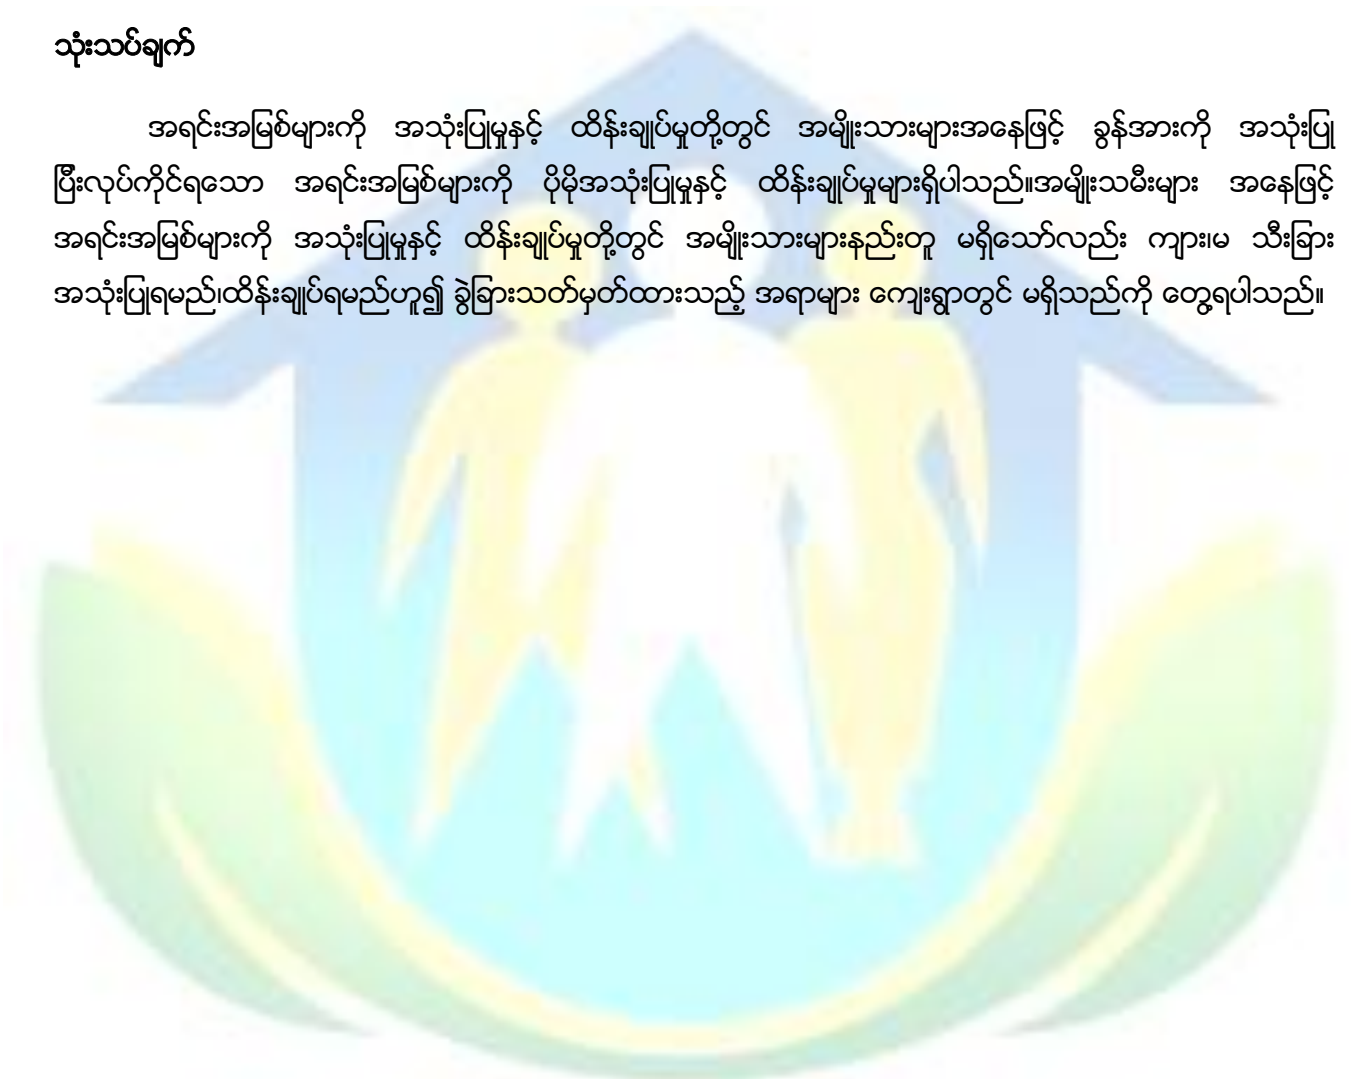 သုံးသပ်ချက်
အရင်းအမြစ်များကို အသုံးပြုမှုနှင့် ထိန်းချုပ်မှုတို့တွင် အမျိုးသားများအနေဖြင့် ခွန်အားကို အသုံးပြု
ပြီးလုပ်ကိုင်ရသော အရင်းအမြစ်များကို ပိုမိုအသုံးပြုမှုနှင့် ထိန်းချုပ်မှုများရှိပါသည်။အမျိုးသမီးများ အနေဖြင့်
အရင်းအမြစ်များကို အသုံးပြုမှုနှင့် ထိန်းချုပ်မှုတို့တွင် အမျိုးသားများနည်းတူ မရှိသော်လည်း ကျား၊မ သီးခြား
အသုံးပြုရမည်၊ထိန်းချုပ်ရမည်ဟူ၍ ခွဲခြားသတ်မှတ်ထားသည့် အရာများ ကျေးရွာတွင် မရှိသည်ကို တွေ့ရပါသည်။